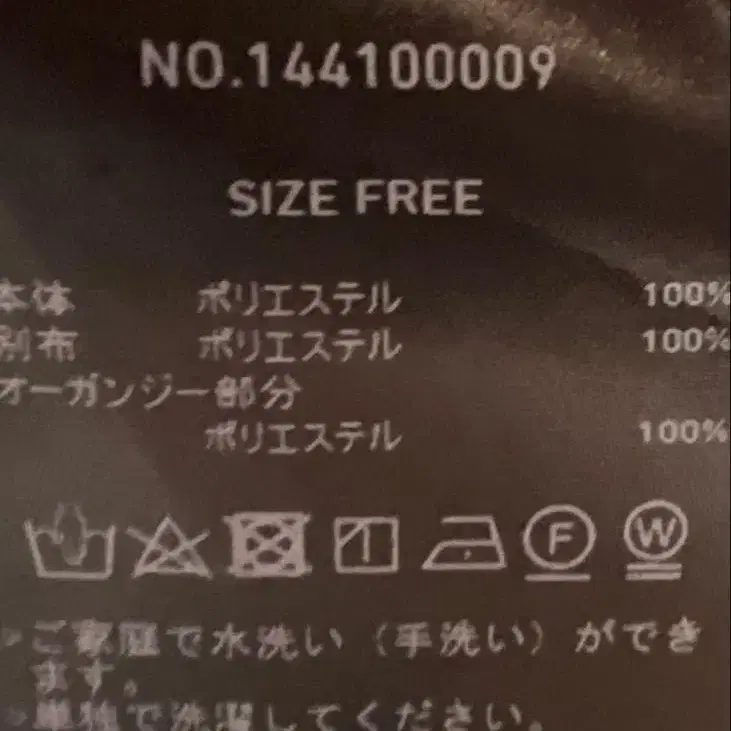 NO.144100009
SIZE FREE
本体 ポリエステル 100%
別布 ポリエステル 100%
オーガンジー部分
ポリエステル 100%
F W
ご家庭で水洗い（手洗い）ができ
ます。
単独で洗濯してください。